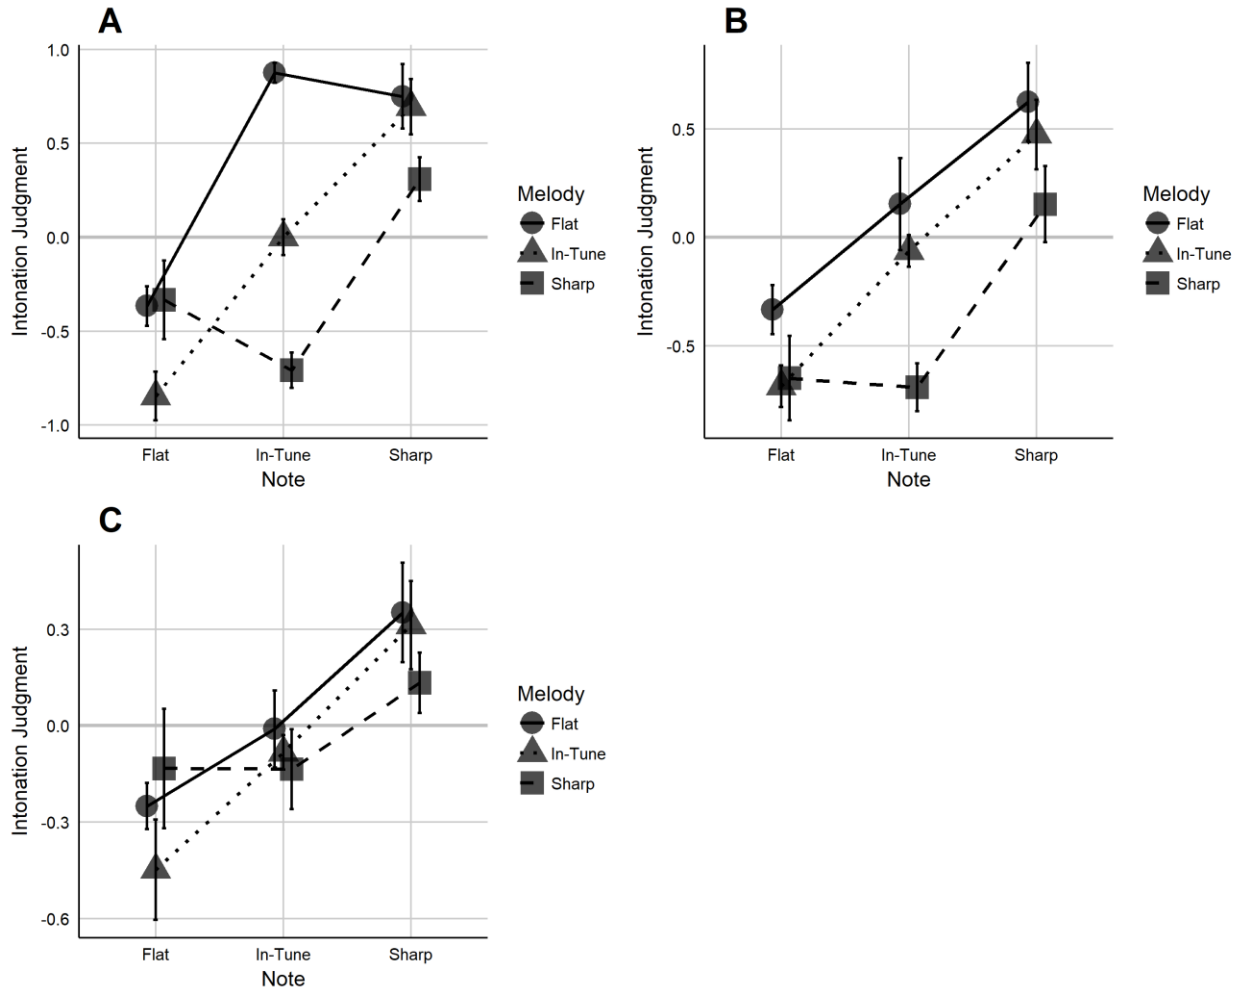 A
Intonation Judgment
1.0
0.5
0.0
-0.5
-1.0
Flat
In-Tune
Sharp
Note
Melody
Flat
In-Tune
Sharp
B
Intonation Judgment
0.5
0.0
-0.5
Flat
In-Tune
Sharp
Note
Melody
Flat
In-Tune
Sharp
C
Intonation Judgment
0.3
0.0
-0.3
-0.6
Flat
In-Tune
Sharp
Note
Melody
Flat
In-Tune
Sharp